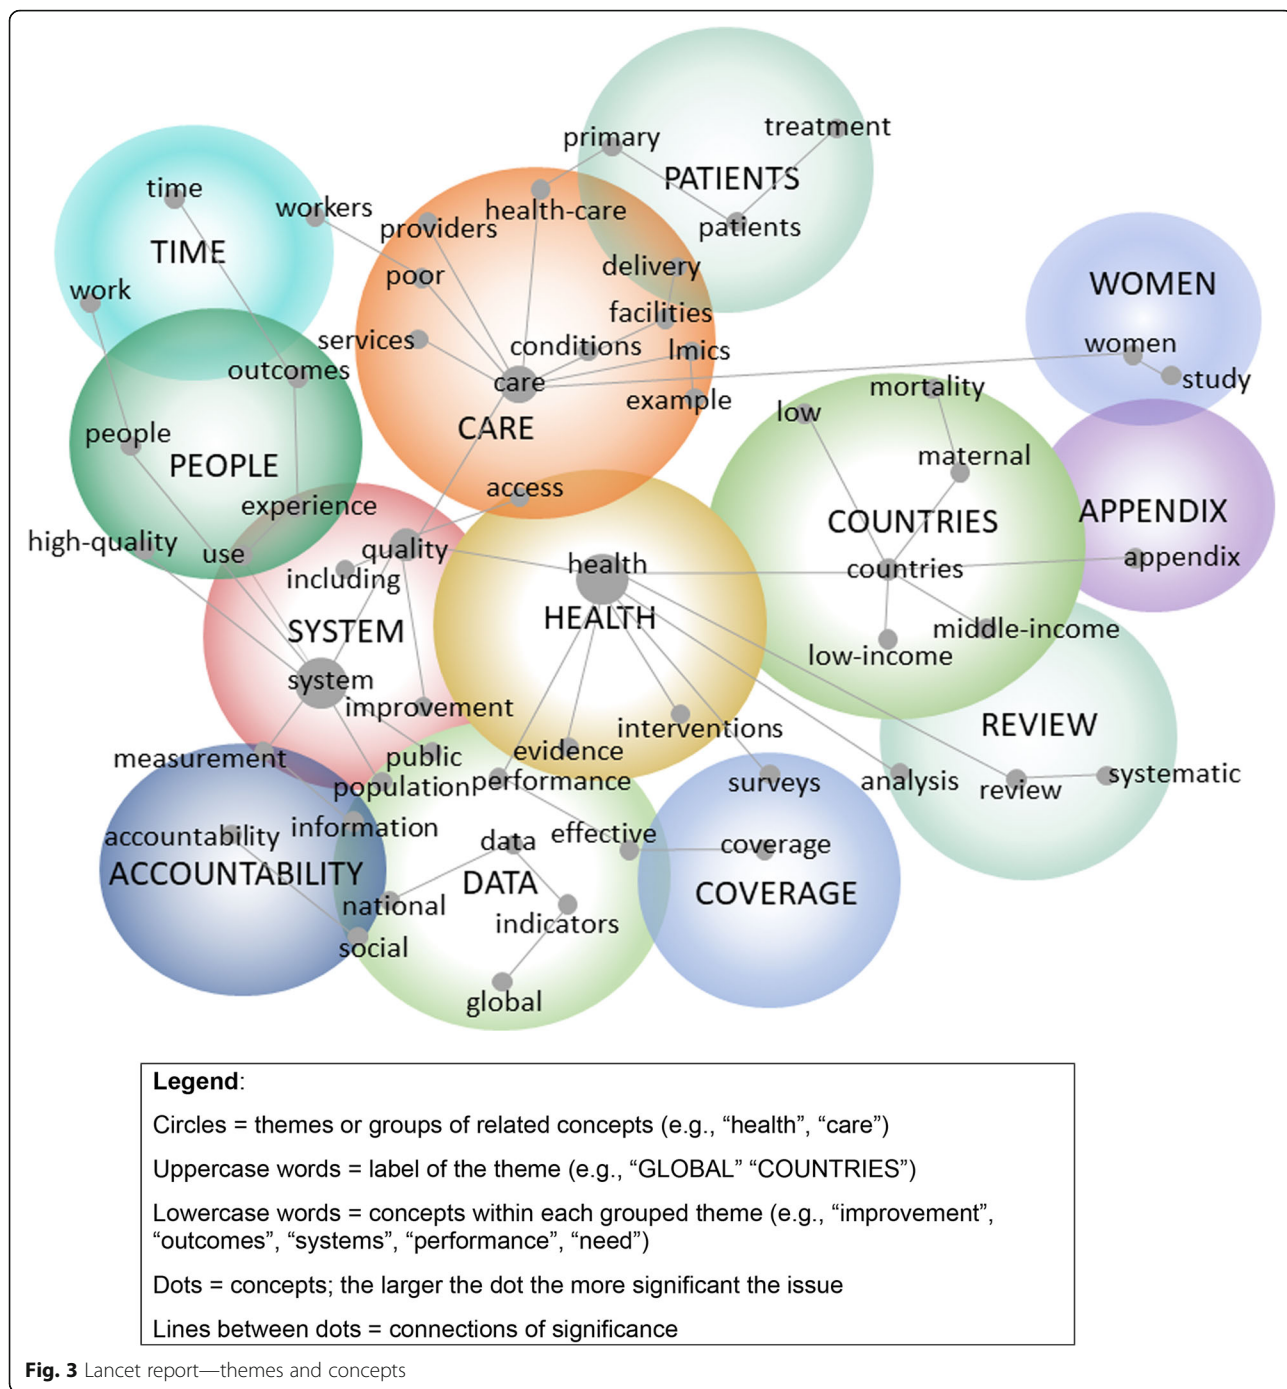 primary
treatment
PATIENTS
patients
time
TIME
work
workers
providers
health-care
poor
delivery
services
facilities
conditions
lmics
care
example
CARE
access
WOMEN
women
study
outcomes
people
PEOPLE
experience
high-quality
use
mortality
low
maternal
COUNTRIES
countries
middle-income
low-income
APPENDIX
appendix
quality
including
SYSTEM
system
improvement
public
population
measurement
health
HEALTH
interventions
evidence
performance
surveys
analysis
REVIEW
review
systematic
accountability
ACCOUNTABILITY
information
data
effective
DATA
national
indicators
social
global
coverage
COVERAGE
Legend:
Circles = themes or groups of related concepts (e.g., “health”, “care”)
Uppercase words = label of the theme (e.g., “GLOBAL” “COUNTRIES”)
Lowercase words = concepts within each grouped theme (e.g., “improvement”,
“outcomes”, “systems”, “performance”, “need”)
Dots = concepts; the larger the dot the more significant the issue
Lines between dots = connections of significance
Fig. 3 Lancet report—themes and concepts